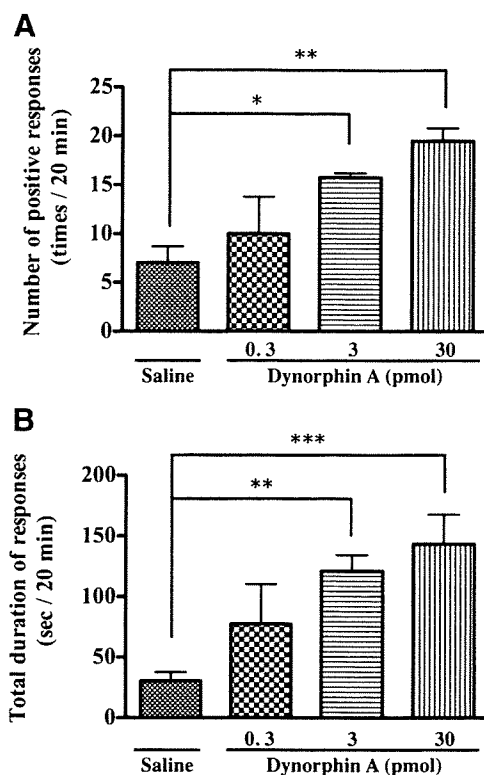 A
**
*
Number of positive responses
(times / 20 min)
25
20
15
10
5
0
0.3 3 30
Saline Dynorphin A (pmol)
B
***
**
Total duration of responses
(sec / 20 min)
200
150
100
50
0
0.3 3 30
Saline Dynorphin A (pmol)